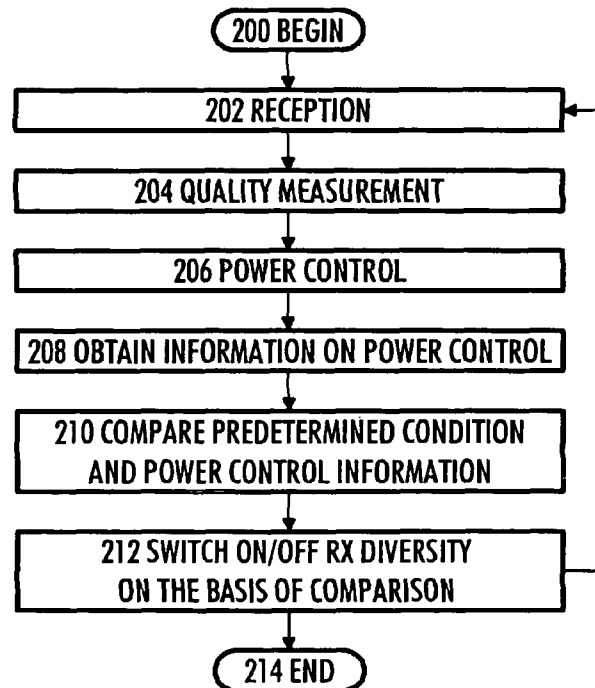 200 BEGIN
202 RECEPTION
204 QUALITY MEASUREMENT
206 POWER CONTROL
208 OBTAIN INFORMATION ON POWER CONTROL
210 COMPARE PREDETERMINED CONDITION
AND POWER CONTROL INFORMATION
212 SWITCH ON/OFF RX DIVERSITY
ON THE BASIS OF COMPARISON
214 END